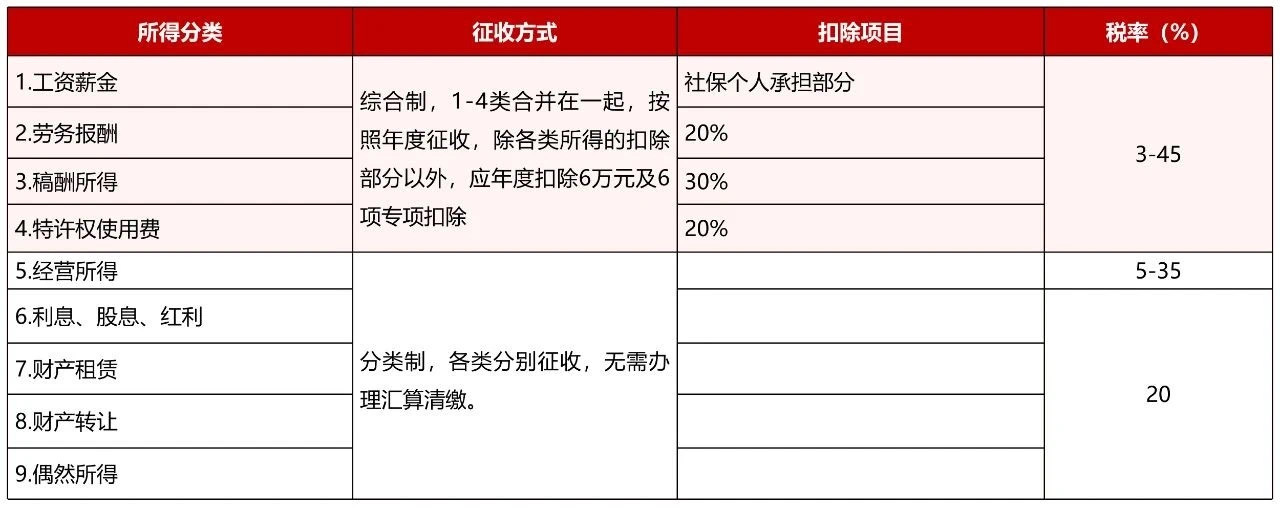 所得分类 征收方式 扣除项目 税率（%）
1.工资薪金
综合制，1-4类合并在一起，按
照年度征收，除各类所得的扣除
部分以外，应年度扣除6万元及6
项专项扣除
社保个人承担部分
3-45
2.劳务报酬
20%
3.稿酬所得
30%
4.特许权使用费
20%
5.经营所得
分类制，各类分别征收，无需办
理汇算清缴。
5-35
6.利息、股息、红利
20
7.财产租赁
8.财产转让
9.偶然所得